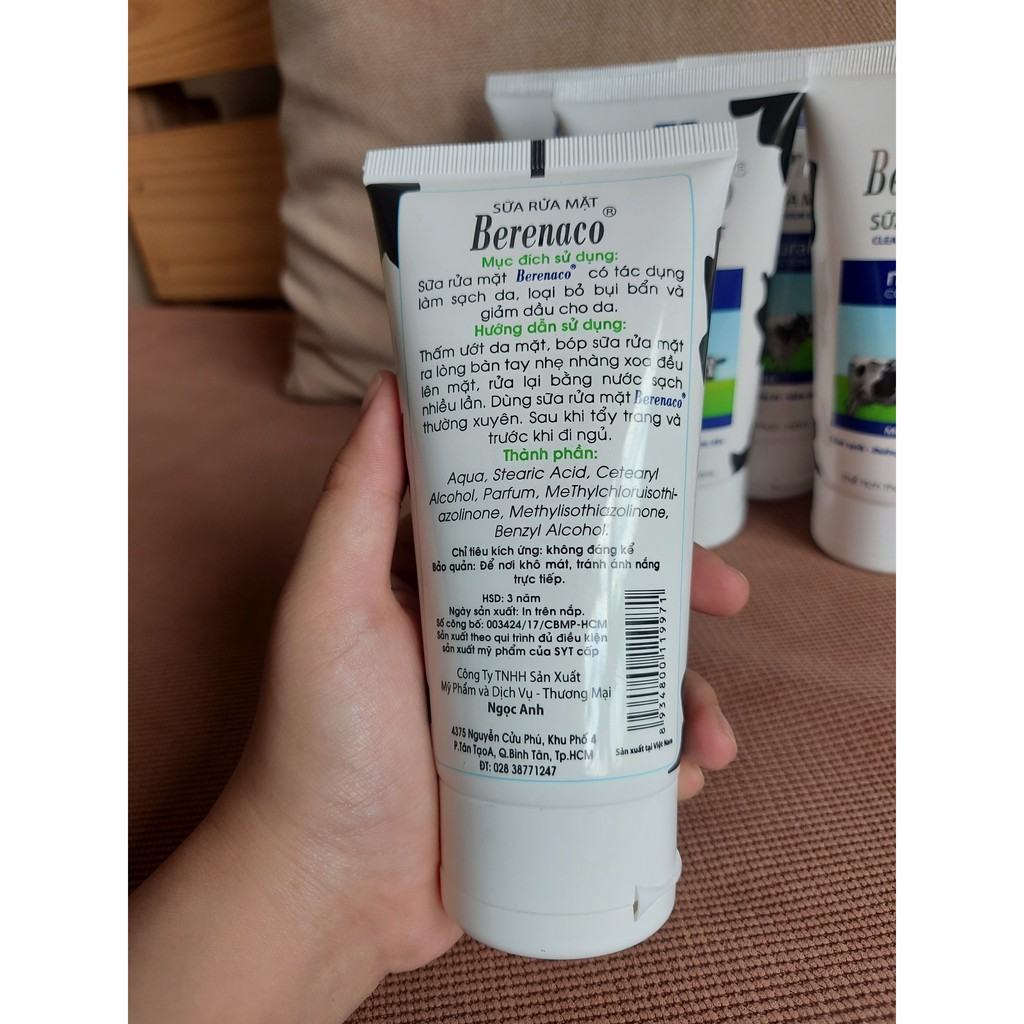 SỮA RỬA MẶT
Berenaco®
Mục đích sử dụng:
Sữa rửa mặt Berenaco® có tác dụng
làm sạch da, loại bỏ bụi bẩn và
giảm dầu cho da.
Hướng dẫn sử dụng:
Thấm ướt da mặt, bóp sữa rửa mặt
ra lòng bàn tay nhẹ nhàng xoa đều
lên mặt, rửa lại bằng nước sạch
nhiều lần. Dùng sữa rửa mặt Berenaco®
thường xuyên. Sau khi tẩy trang và
trước khi đi ngủ.
Thành phần:
Aqua, Stearic Acid, Cetearyl
Alcohol, Parfum, MeThylchloruisothi-
azolinone, Methylisothiazolinone,
Benzyl Alcohol.
Chỉ tiêu kích ứng: không đáng kể
Bảo quản: Để nơi khô mát, tránh ánh nắng
trực tiếp.
HSD: 3 năm
Ngày sản xuất: In trên nắp.
Số công bố: 003424/17/CBMP-HCM
Sản xuất theo qui trình đủ điều kiện
sản xuất mỹ phẩm của SYT cấp
Công Ty TNHH Sản Xuất
Mỹ Phẩm và Dịch Vụ - Thương Mại
Ngọc Anh
4375 Nguyễn Cửu Phú, Khu Phố 4
P.Tân TạoA, Q.Bình Tân, Tp.HCM
ĐT: 028 38771247
8934800119971
Sản xuất tại Việt Nam
Be
SỮ
CLEA